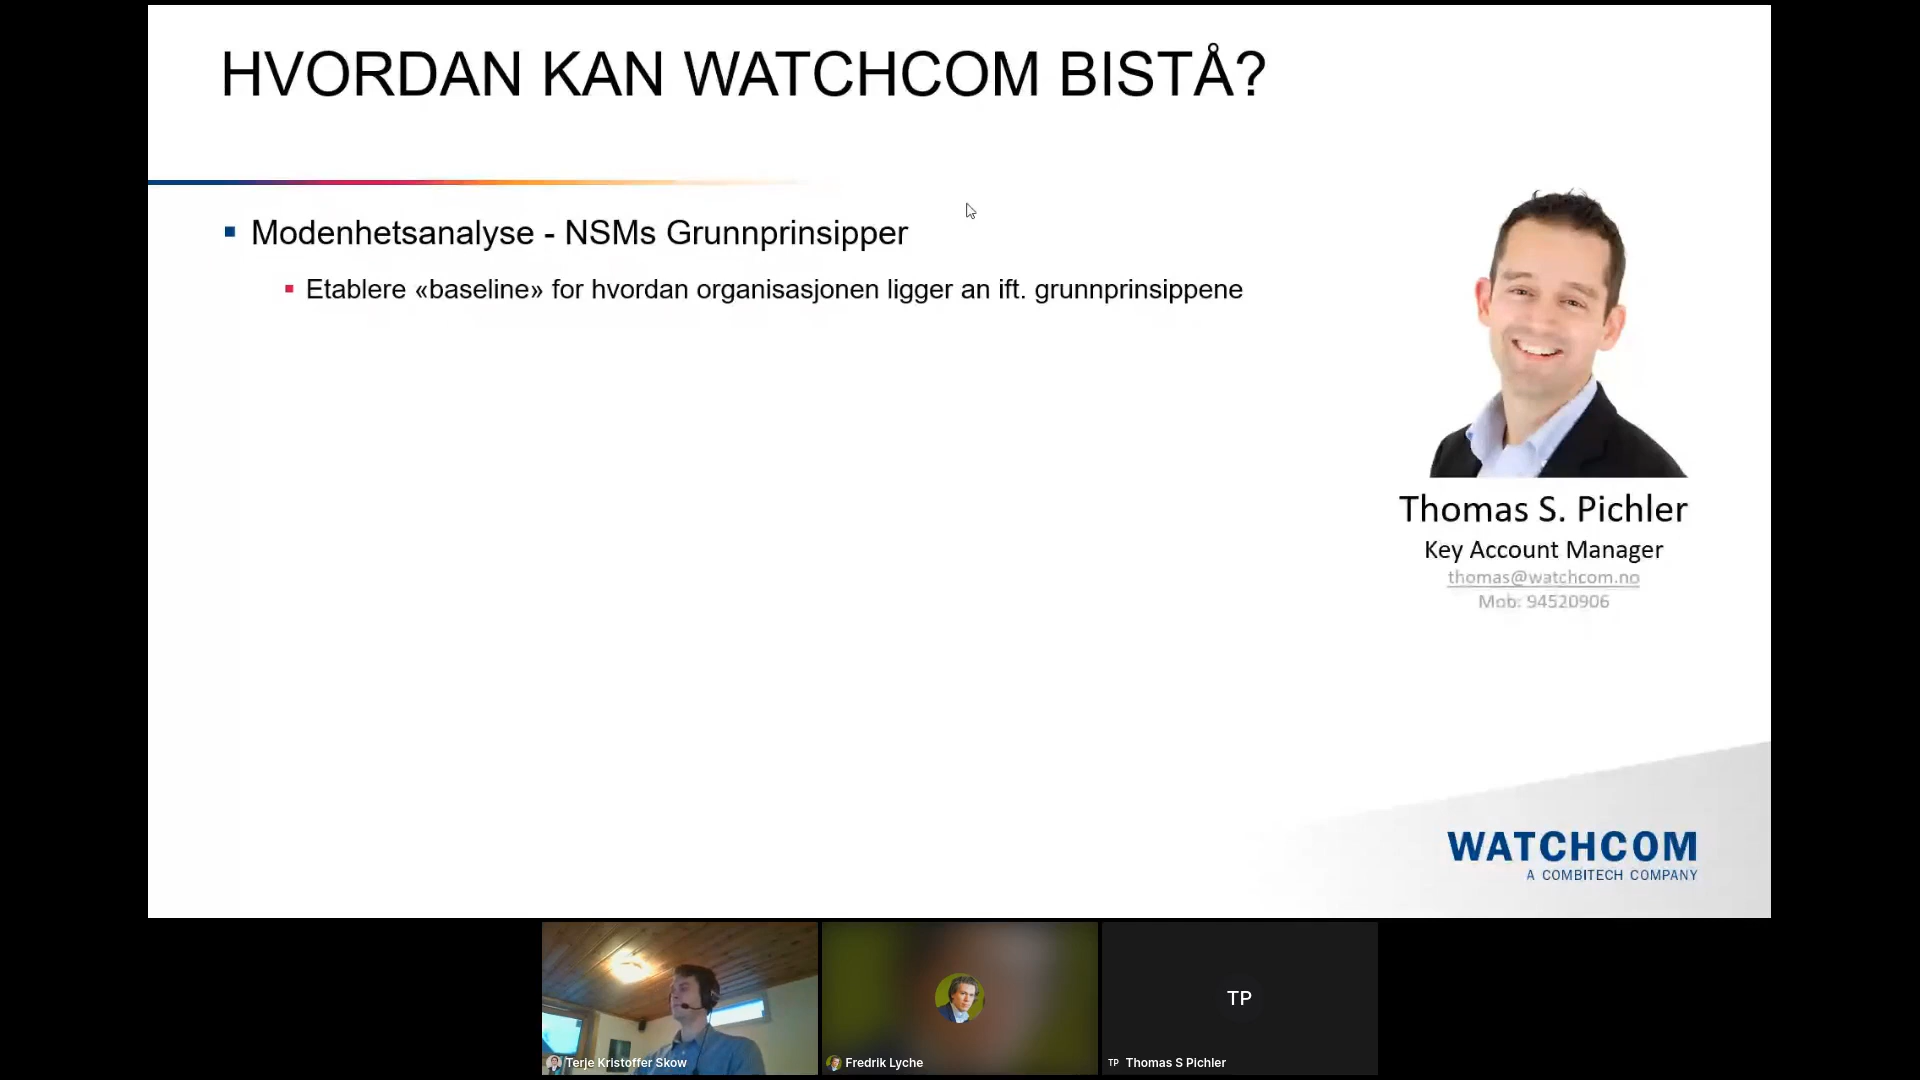 HVORDAN KAN WATCHCOM BISTÅ?
Modenhetsanalyse - NSMs Grunnprinsipper
Etablere «baseline» for hvordan organisasjonen ligger an ift. grunnprinsippene
Thomas S. Pichler
Key Account Manager
thomas@watchcom.no
Mob: 94520906
WATCHCOM
A COMBITECH COMPANY
TP
Terje Kristoffer Skow
Fredrik Lyche
TP Thomas S Pichler